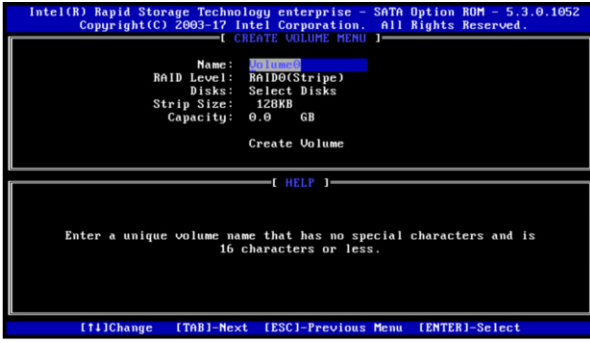 Intel(R) Rapid Storage Technology enterprise - SATA Option ROM - 5.3.0.1052
Copyright(C) 2003-17 Intel Corporation. All Rights Reserved.
[ CREATE VOLUME MENU ]
Name: Volume0
RAID Level: RAID0(Stripe)
Disks: Select Disks
Strip Size: 128KB
Capacity: 0.0 GB
Create Volume
[ HELP ]
Enter a unique volume name that has no special characters and is
16 characters or less.
[↑↓]Change [TAB]-Next [ESC]-Previous Menu [ENTER]-Select